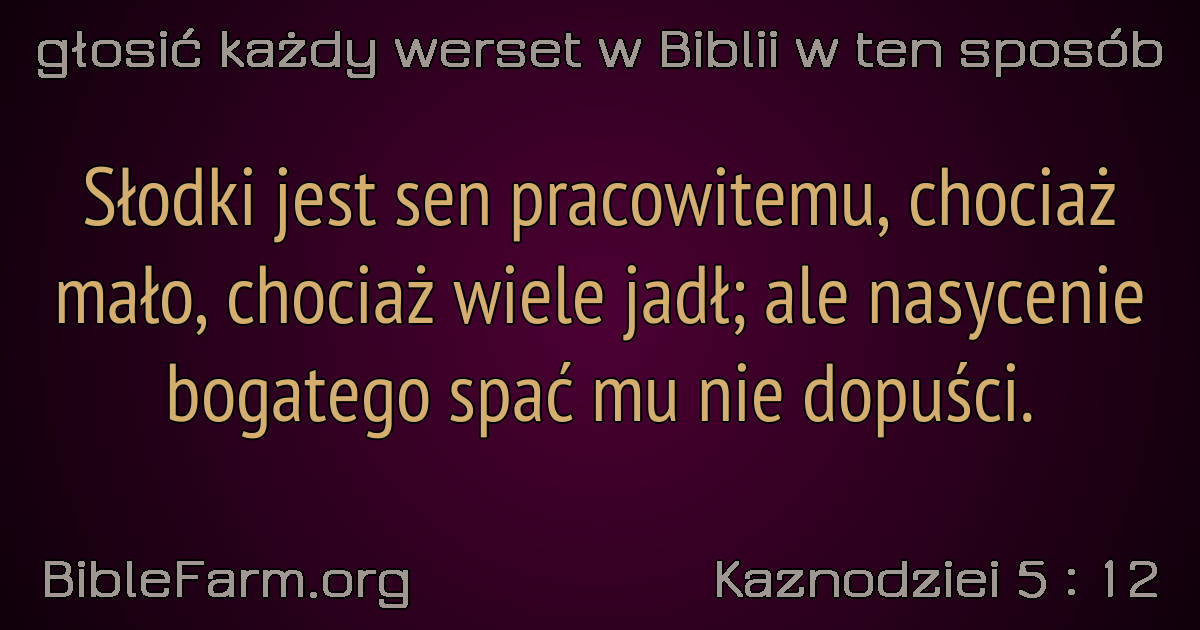 głosić każdy werset w Biblii w ten sposób
Słodki jest sen pracowitemu, chociaż
mało, chociaż wiele jadł; ale nasycenie
bogatego spać mu nie dopuści.
BibleFarm.org
Kaznodziei 5 : 12